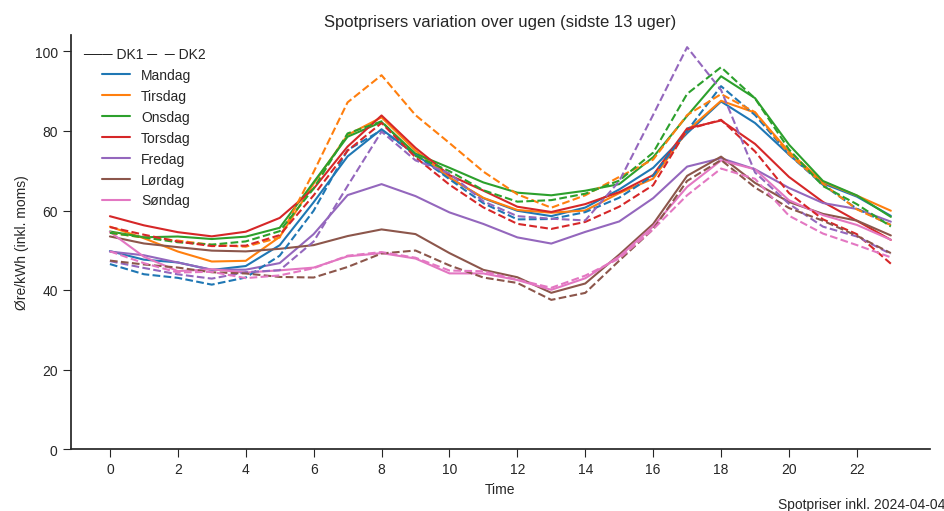 Spotprisers variation over ugen (sidste 13 uger)
DK1 DK2
Mandag
Tirsdag
Onsdag
Torsdag
Fredag
Lørdag
Søndag
Øre/kWh (inkl. moms)
100
80
60
40
20
0
0 2 4 6 8 10 12 14 16 18 20 22
Time
Spotpriser inkl. 2024-04-04